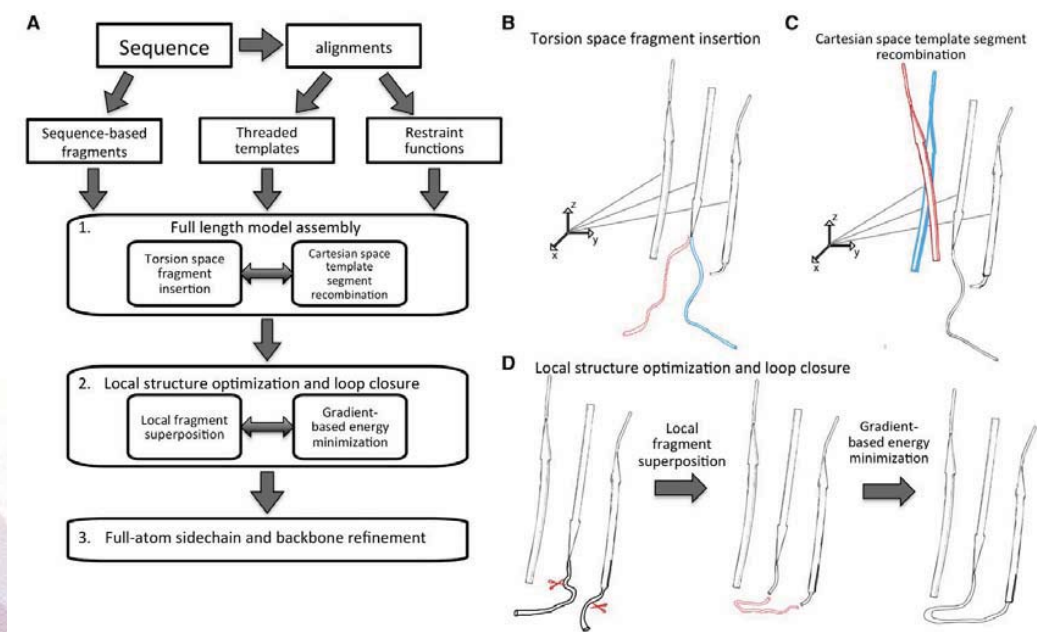 A
Sequence
alignments
Sequence-based
fragments
Threaded
templates
Restraint
functions
1.
Full length model assembly
Torsion space
fragment
insertion
Cartesian space
template
segment
recombination
2. Local structure optimization and loop closure
Local fragment
superposition
Gradient-
based energy
minimization
3. Full-atom sidechain and backbone refinement
B
Torsion space fragment insertion
z
y
x
C
Cartesian space template segment
recombination
z
y
x
D
Local structure optimization and loop closure
Local
fragment
superposition
Gradient-
based energy
minimization